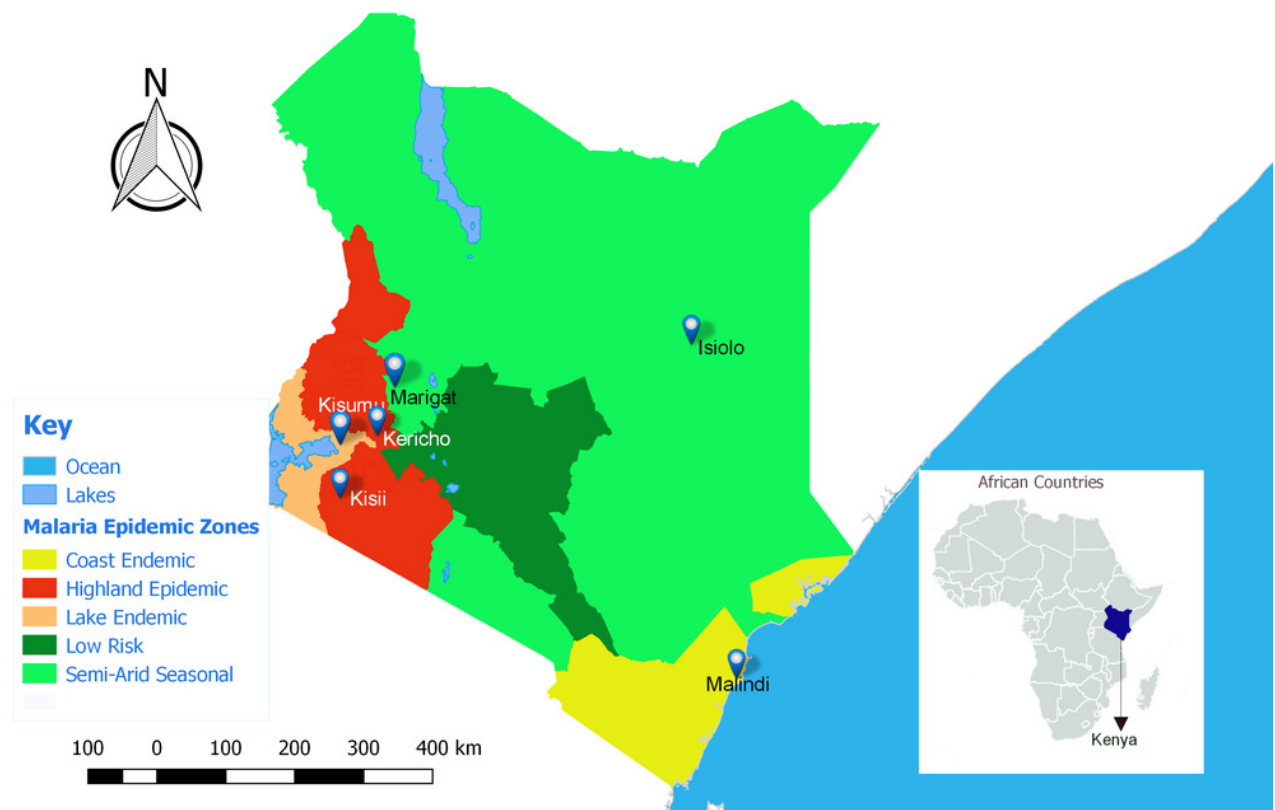 N
Isiolo
Marigat
Kisumu
Kericho
Kisii
Malindi
Key
Ocean
Lakes
Malaria Epidemic Zones
Coast Endemic
Highland Epidemic
Lake Endemic
Low Risk
Semi-Arid Seasonal
100 0 100 200 300 400 km
African Countries
Kenya